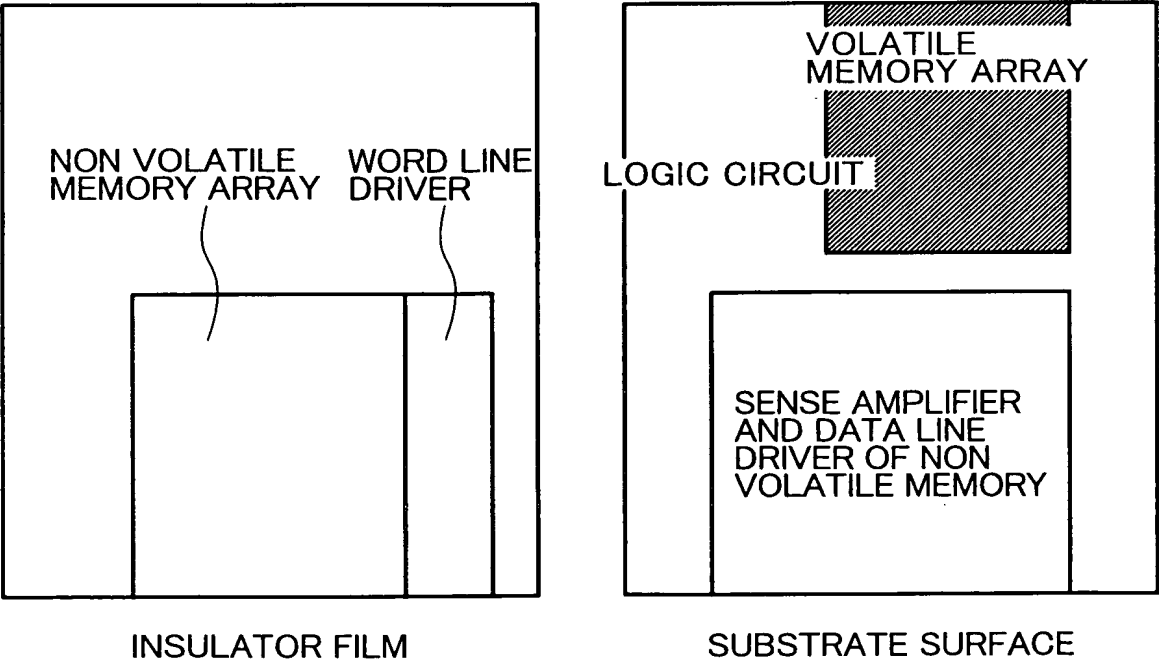 NON VOLATILE
MEMORY ARRAY
WORD LINE
DRIVER
INSULATOR FILM
VOLATILE
MEMORY ARRAY
LOGIC CIRCUIT
SENSE AMPLIFIER
AND DATA LINE
DRIVER OF NON
VOLATILE MEMORY
SUBSTRATE SURFACE